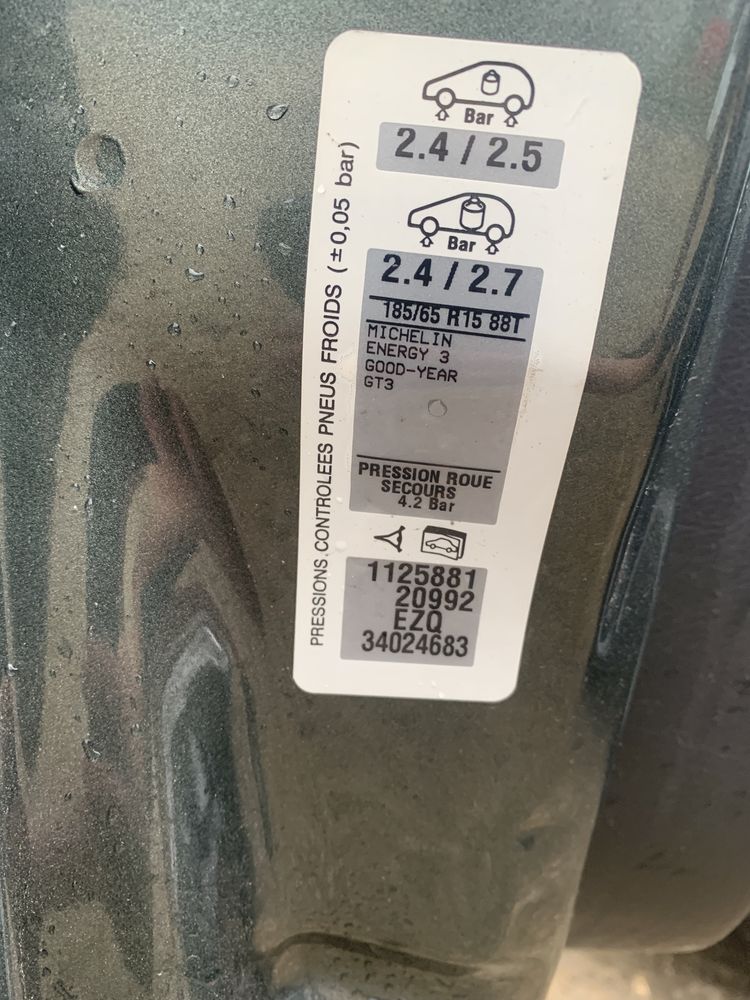 Bar
2.4 / 2.5
Bar
2.4 / 2.7
185/65 R15 88T
MICHELIN
ENERGY 3
GOOD-YEAR
GT3
PRESSION ROUE
SECOURS
4.2 Bar
1125881
20992
EZQ
34024683
PRESSIONS CONTROLEES PNEUS FROIDS (±0,05 bar)